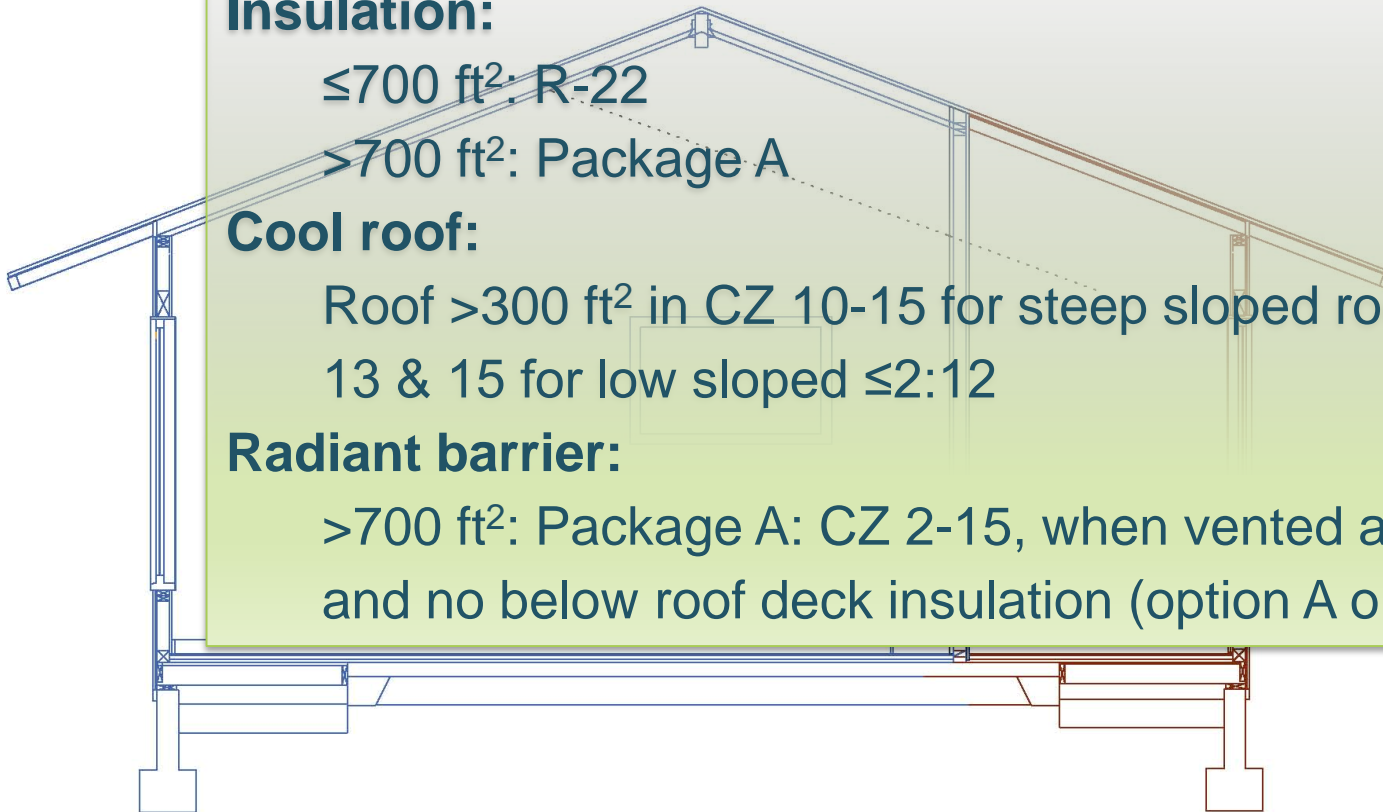 Insulation:
≤700 ft²: R-22
>700 ft²: Package A
Cool roof:
Roof >300 ft² in CZ 10-15 for steep sloped
13 & 15 for low sloped ≤2:12
Radiant barrier:
>700 ft²: Package A: CZ 2-15, when vented
and no below roof deck insulation (option A